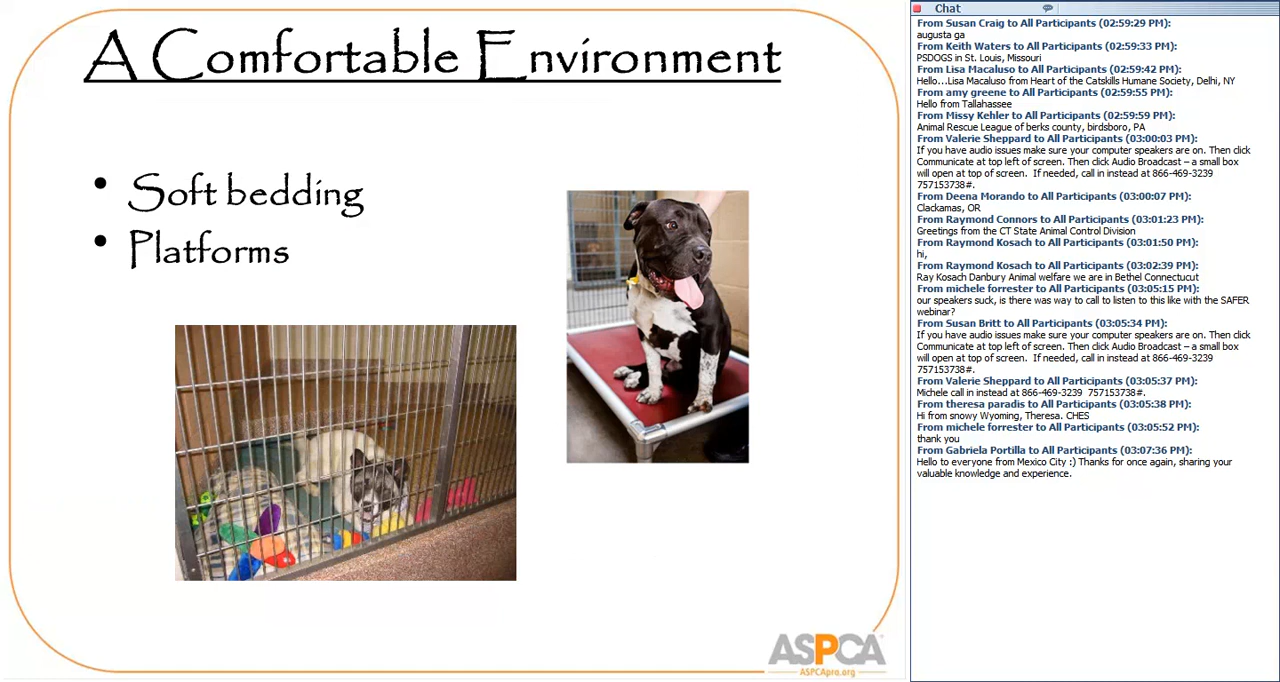 A Comfortable Environment
• Soft bedding
• Platforms
ASPCA
ASPCApro.org
Chat
From Susan Craig to All Participants (02:59:29 PM):
augusta ga
From Keith Waters to All Participants (02:59:33 PM):
PSDOGS in St. Louis, Missouri
From Lisa Macaluso to All Participants (02:59:42 PM):
Hello...Lisa Macaluso from Heart of the Catskills Humane Society, Delhi, NY
From amy greene to All Participants (02:59:55 PM):
Hello from Tallahassee
From Missy Kehler to All Participants (02:59:59 PM):
Animal Rescue League of berks county, birdsboro, PA
From Valerie Sheppard to All Participants (03:00:03 PM):
If you have audio issues make sure your computer speakers are on. Then click
Communicate at top left of screen. Then click Audio Broadcast – a small box
will open at top of screen.  If needed, call in instead at 866-469-3239
757153738#.
From Deena Morando to All Participants (03:00:07 PM):
Clackamas, OR
From Raymond Connors to All Participants (03:01:23 PM):
Greetings from the CT State Animal Control Division
From Raymond Kosach to All Participants (03:01:50 PM):
hi,
From Raymond Kosach to All Participants (03:02:39 PM):
Ray Kosach Danbury Animal welfare we are in Bethel Connectucut
From michele forrester to All Participants (03:05:15 PM):
our speakers suck, is there was way to call to listen to this like with the SAFER
webinar?
From Susan Britt to All Participants (03:05:34 PM):
If you have audio issues make sure your computer speakers are on. Then click
Communicate at top left of screen. Then click Audio Broadcast – a small box
will open at top of screen.  If needed, call in instead at 866-469-3239
757153738#.
From Valerie Sheppard to All Participants (03:05:37 PM):
Michele call in instead at 866-469-3239  757153738#.
From theresa paradis to All Participants (03:05:38 PM):
Hi from snowy Wyoming, Theresa. CHES
From michele forrester to All Participants (03:05:52 PM):
thank you
From Gabriela Portilla to All Participants (03:07:36 PM):
Hello to everyone from Mexico City :) Thanks for once again, sharing your
valuable knowledge and experience.